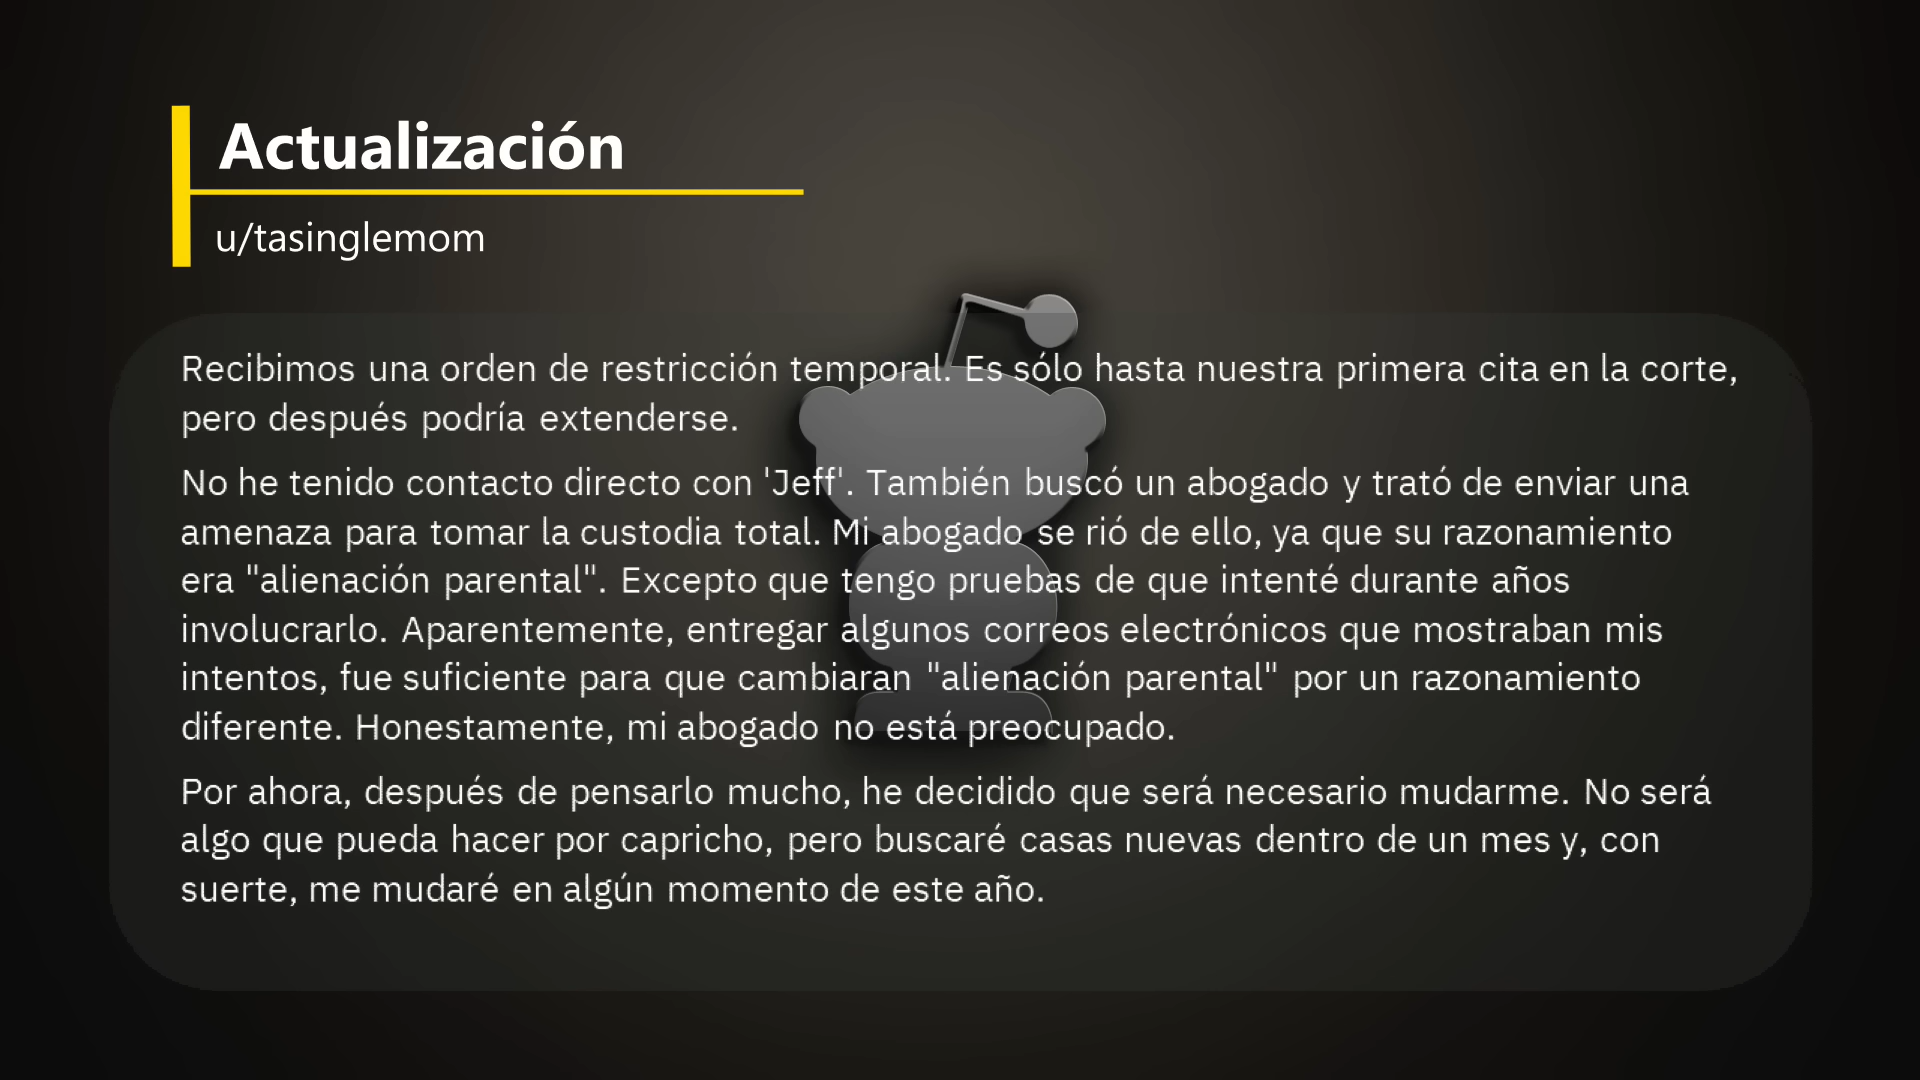 Actualización
u/tasinglemom
Recibimos una orden de restricción temporal. Es sólo hasta nuestra primera cita en la corte,
pero después podría extenderse.
No he tenido contacto directo con 'Jeff'. También buscó un abogado y trató de enviar una
amenaza para tomar la custodia total. Mi abogado se rió de ello, ya que su razonamiento
era "alienación parental". Excepto que tengo pruebas de que intenté durante años
involucrarlo. Aparentemente, entregar algunos correos electrónicos que mostraban mis
intentos, fue suficiente para que cambiaran "alienación parental" por un razonamiento
diferente. Honestamente, mi abogado no está preocupado.
Por ahora, después de pensarlo mucho, he decidido que será necesario mudarme. No será
algo que pueda hacer por capricho, pero buscaré casas nuevas dentro de un mes y, con
suerte, me mudaré en algún momento de este año.